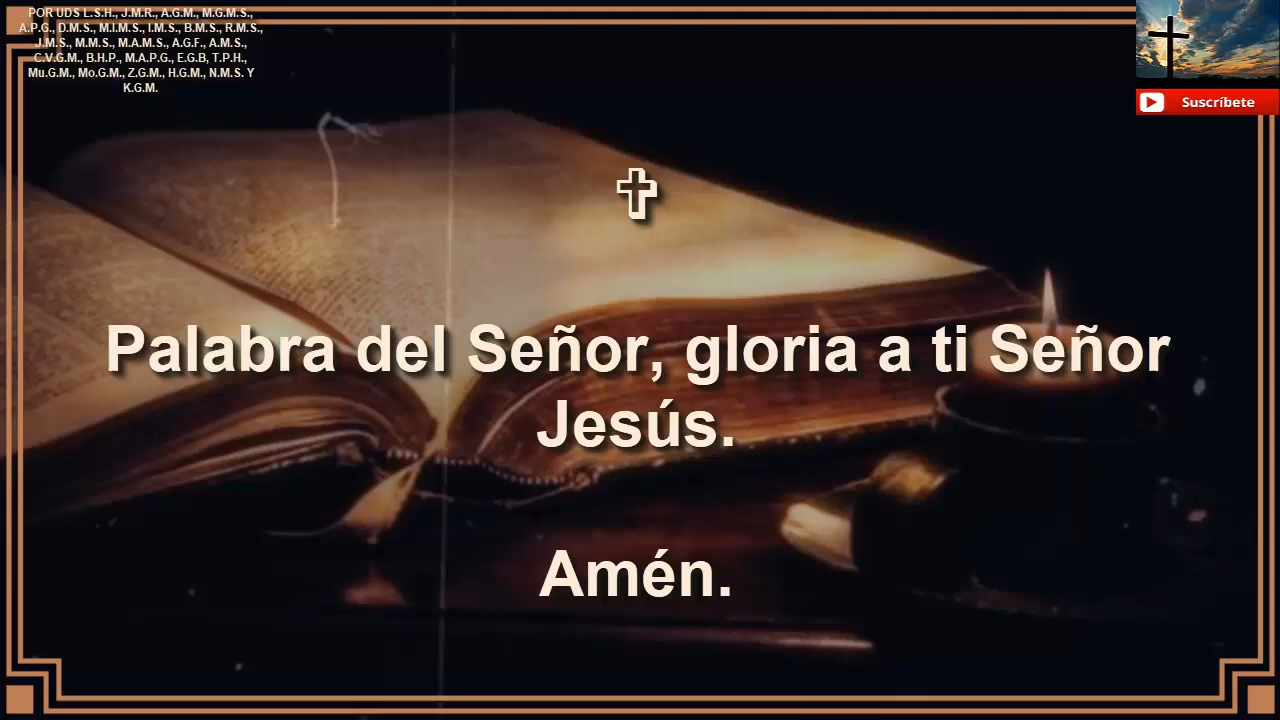 POR UDS L.S.H., J.M.R., A.G.M., M.G.M.S.,
A.P.G., D.M.S., M.I.M.S., I.M.S., B.M.S., R.M.S.,
J.M.S., M.M.S., M.A.M.S., A.G.F., A.M.S.,
C.V.G.M., B.H.P., M.A.P.G., E.G.B, T.P.H.,
Mu.G.M., Mo.G.M., Z.G.M., H.G.M., N.M.S. Y
K.G.M.
Suscríbete
Palabra del Señor, gloria a ti Señor
Jesús.
Amén.